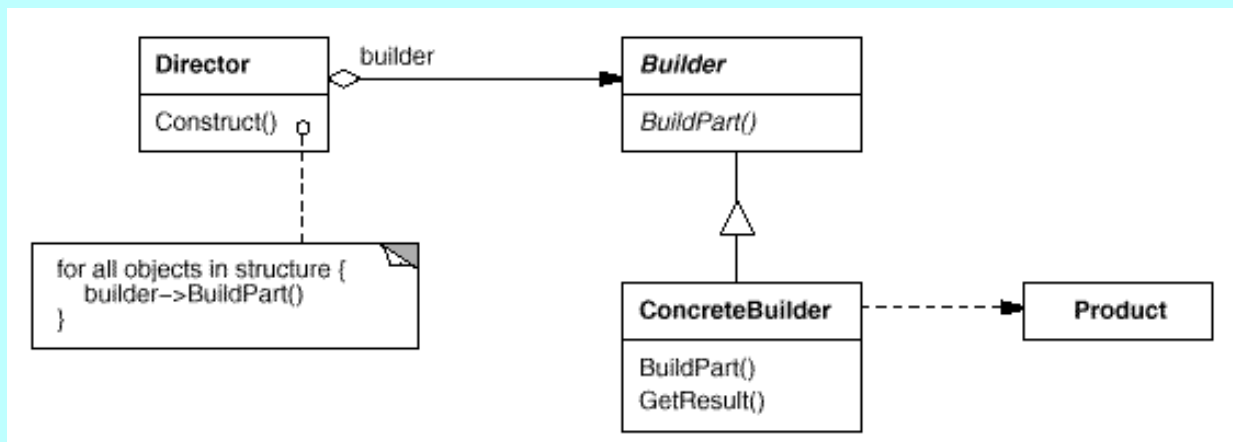 Director
builder
Builder
Construct()
BuildPart()
for all objects in structure {
builder–>BuildPart()
}
ConcreteBuilder
Product
BuildPart()
GetResult()